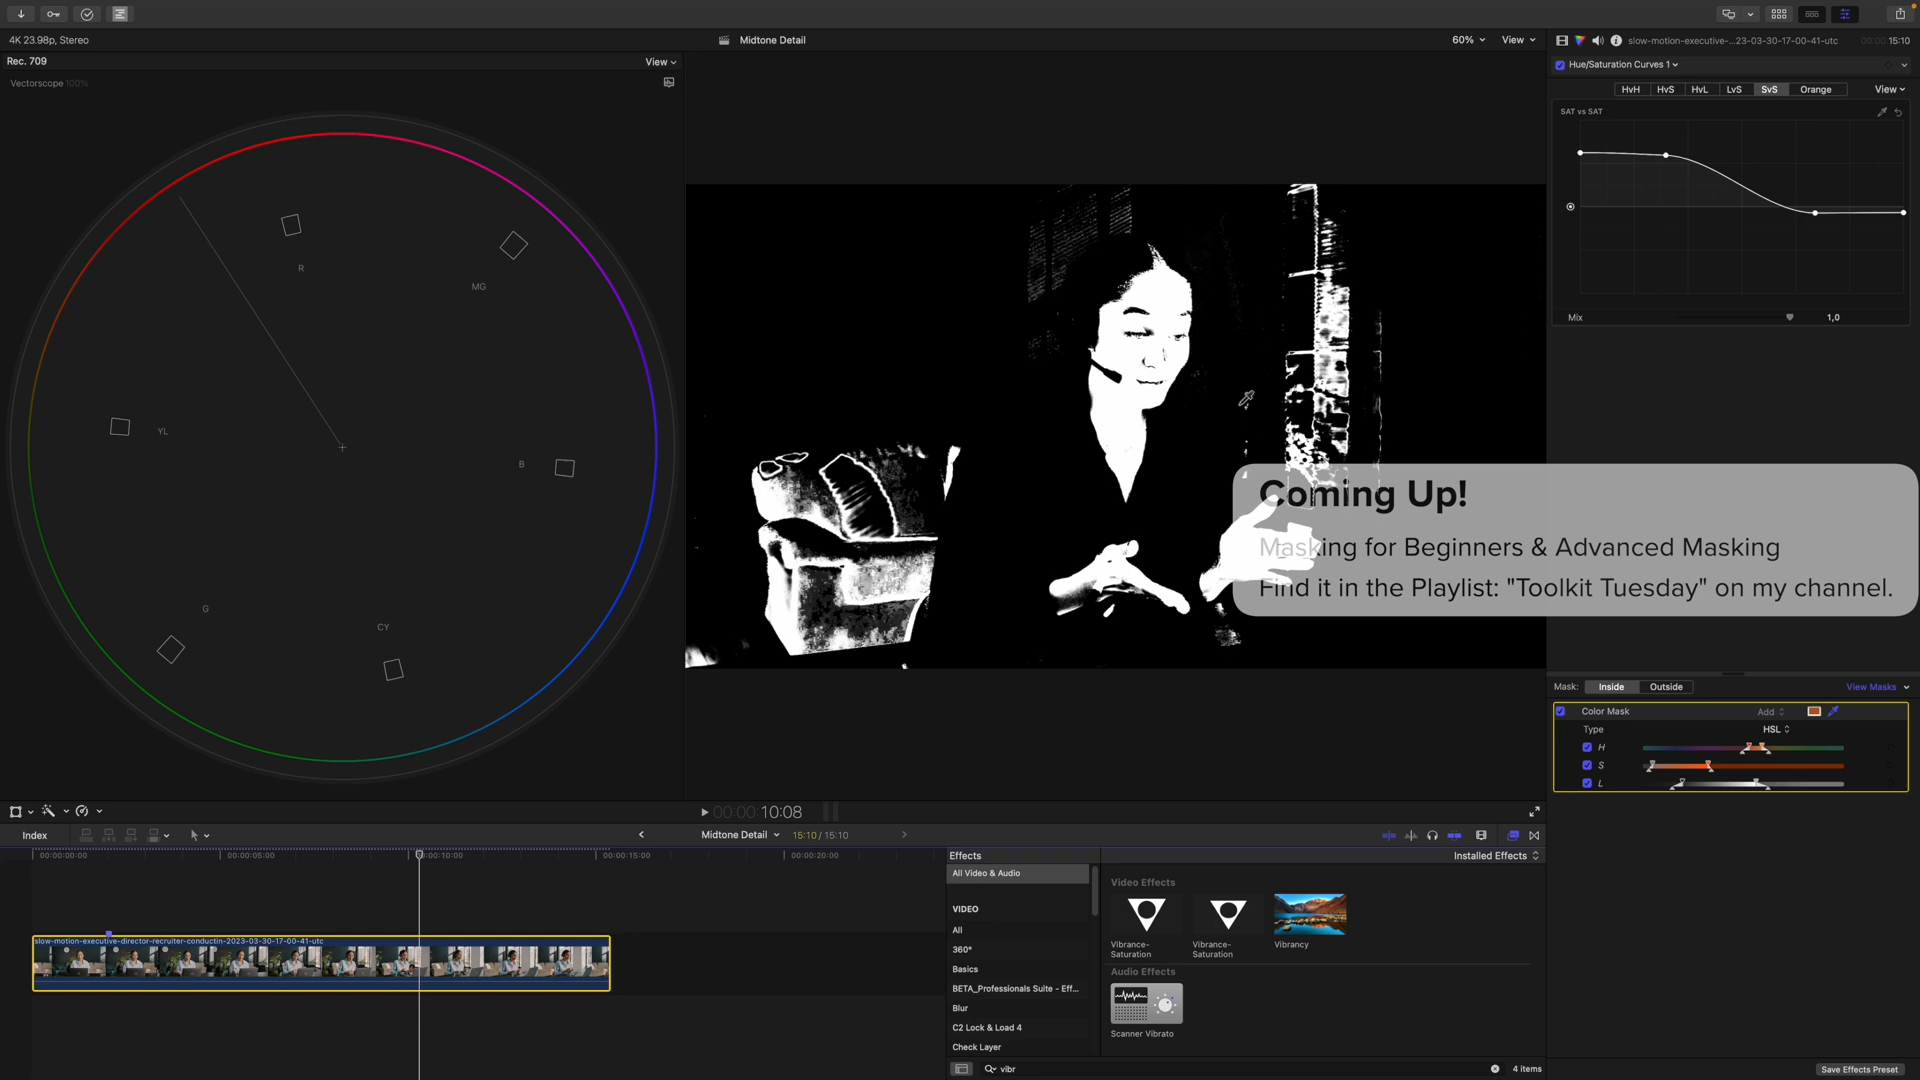 4K 23.98p, Stereo
Midtone Detail
60%
View
slow-motion-executive-...23-03-30-17-00-41-utc
00:00:15:10
Rec. 709
View
Hue/Saturation Curves 1
Vectorscope 100%
HvH
HvS
HvL
LvS
SvS
Orange
View
SAT vs SAT
R
MG
YL
B
G
CY
Mix
1,0
Coming Up!
Masking for Beginners & Advanced Masking
Find it in the Playlist: "Toolkit Tuesday" on my channel.
Mask:
Inside
Outside
View Masks
Color Mask
Add
Type
HSL
H
S
L
00:00:10:08
Index
Midtone Detail
15:10 / 15:10
00:00:00:00
00:00:05:00
00:00:10:00
00:00:15:00
00:00:20:00
slow-motion-executive-director-recruiter-conductin-2023-03-30-17-00-41-utc
Effects
Installed Effects
All Video & Audio
VIDEO
All
360°
Basics
BETA_Professionals Suite - Eff...
Blur
C2 Lock & Load 4
Check Layer
Video Effects
Vibrance-
Saturation
Vibrance-
Saturation
Vibrancy
Audio Effects
Scanner Vibrato
vibr
4 items
Save Effects Preset